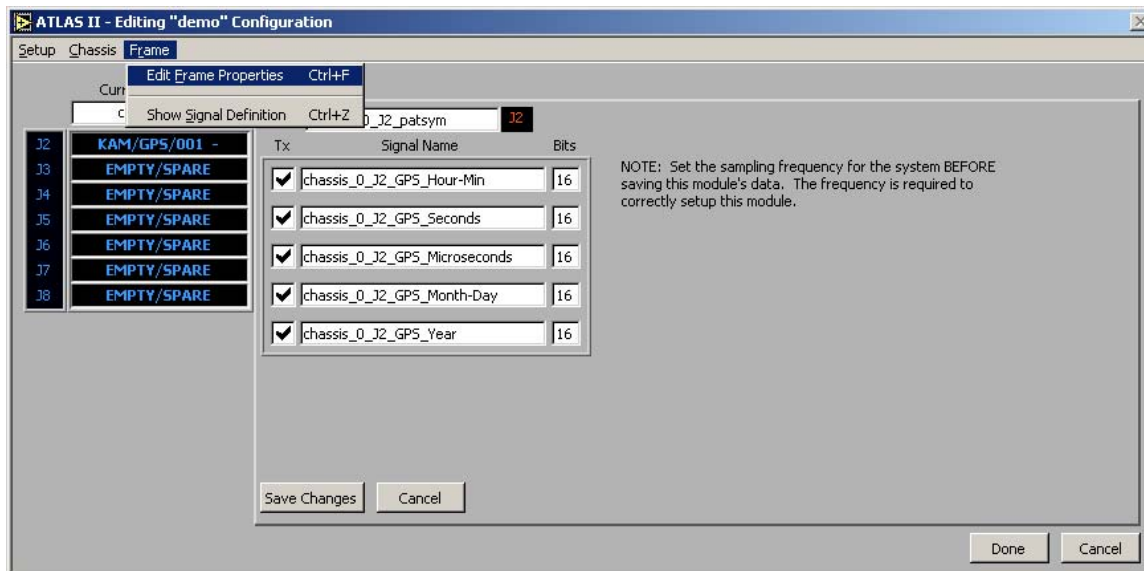 ATLAS II - Editing "demo" Configuration
Setup Chassis Frame
Edit Frame Properties Ctrl+F
Show Signal Definition Ctrl+Z
Curr
c
0_J2_patsym J2
J2 KAM/GPS/001 -
J3 EMPTY/SPARE
J4 EMPTY/SPARE
J5 EMPTY/SPARE
J6 EMPTY/SPARE
J7 EMPTY/SPARE
J8 EMPTY/SPARE
Tx Signal Name Bits
chassis_0_J2_GPS_Hour-Min 16
chassis_0_J2_GPS_Seconds 16
chassis_0_J2_GPS_Microseconds 16
chassis_0_J2_GPS_Month-Day 16
chassis_0_J2_GPS_Year 16
NOTE: Set the sampling frequency for the system BEFORE
saving this module's data. The frequency is required to
correctly setup this module.
Save Changes Cancel
Done Cancel